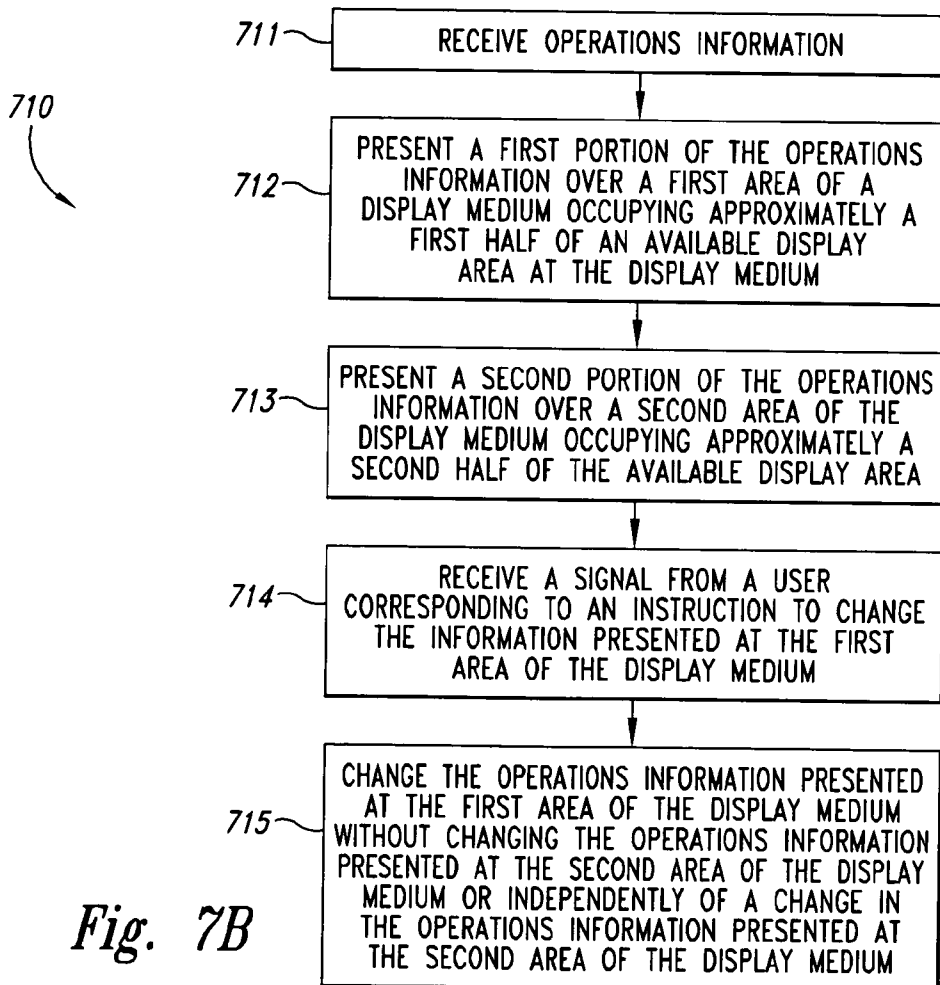 710
711
RECEIVE OPERATIONS INFORMATION
712
PRESENT A FIRST PORTION OF THE OPERATIONS
INFORMATION OVER A FIRST AREA OF A
DISPLAY MEDIUM OCCUPYING APPROXIMATELY A
FIRST HALF OF AN AVAILABLE DISPLAY
AREA AT THE DISPLAY MEDIUM
713
PRESENT A SECOND PORTION OF THE OPERATIONS
INFORMATION OVER A SECOND AREA OF THE
DISPLAY MEDIUM OCCUPYING APPROXIMATELY A
SECOND HALF OF THE AVAILABLE DISPLAY AREA
714
RECEIVE A SIGNAL FROM A USER
CORRESPONDING TO AN INSTRUCTION TO CHANGE
THE INFORMATION PRESENTED AT THE FIRST
AREA OF THE DISPLAY MEDIUM
715
CHANGE THE OPERATIONS INFORMATION PRESENTED
AT THE FIRST AREA OF THE DISPLAY MEDIUM
WITHOUT CHANGING THE OPERATIONS INFORMATION
PRESENTED AT THE SECOND AREA OF THE DISPLAY
MEDIUM OR INDEPENDENTLY OF A CHANGE IN
THE OPERATIONS INFORMATION PRESENTED AT
THE SECOND AREA OF THE DISPLAY MEDIUM
Fig. 7B